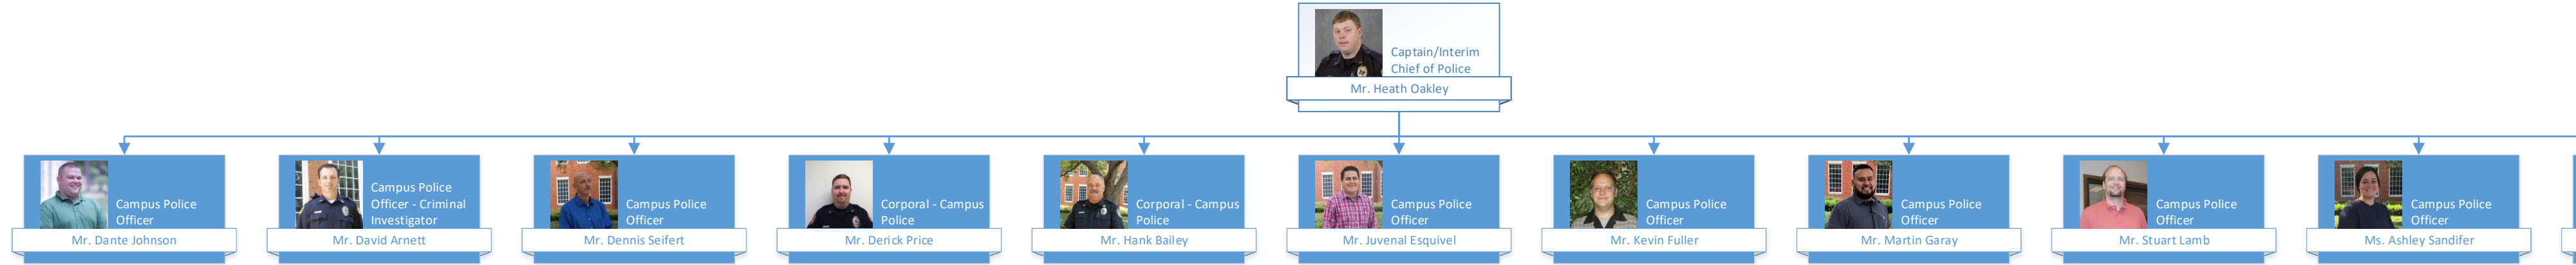 Captain/Interim
Chief of Police
Mr. Heath Oakley
Campus Police
Officer
Mr. Dante Johnson
Campus Police
Officer - Criminal
Investigator
Mr. David Arnett
Campus Police
Officer
Mr. Dennis Seifert
Corporal - Campus
Police
Mr. Derick Price
Corporal - Campus
Police
Mr. Hank Bailey
Campus Police
Officer
Mr. Juvenal Esquivel
Campus Police
Officer
Mr. Kevin Fuller
Campus Police
Officer
Mr. Martin Garay
Campus Police
Officer
Mr. Stuart Lamb
Campus Police
Officer
Ms. Ashley Sandifer